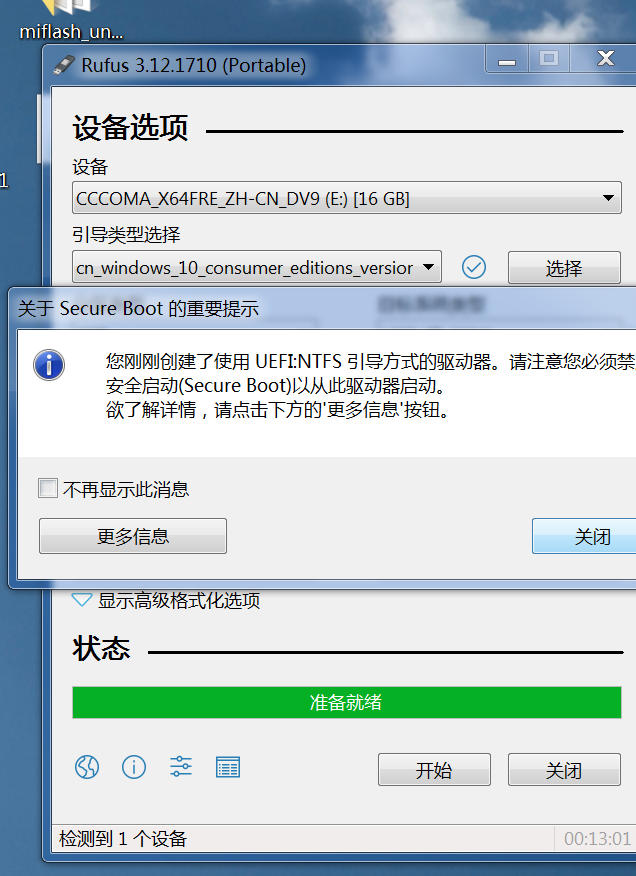 miflash_un...
Rufus 3.12.1710 (Portable)
设备选项
1
设备
CCCOMA_X64FRE_ZH-CN_DV9 (E:) [16 GB]
引导类型选择
cn_windows_10_consumer_editions_version
选择
关于 Secure Boot 的重要提示
您刚刚创建了使用 UEFI:NTFS 引导方式的驱动器。请注意您必须禁
安全启动(Secure Boot)以从此驱动器启动。
欲了解详情，请点击下方的'更多信息'按钮。
不再显示此消息
更多信息
关闭
显示高级格式化选项
状态
准备就绪
开始
关闭
检测到 1 个设备
00:13:01